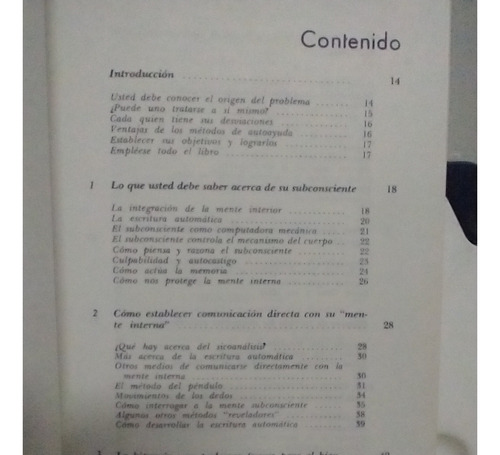 Contenido
Introducción 14
Usted debe conocer el origen del problema 14
¿Puede uno tratarse a sí mismo? 15
Cada quien tiene sus desviaciones 16
Ventajas de los métodos de autoayuda 16
Establecer sus objetivos y lograrlos 17
Empléese todo el libro 17
1 Lo que usted debe saber acerca de su subconsciente 18
La integración de la mente interior 18
La escritura automática 20
El subconsciente como computadora mecánica 21
El subconsciente controla el mecanismo del cuerpo 22
Cómo piensa y razona el subconsciente 22
Culpabilidad y autocastigo 23
Cómo actúa la memoria 24
Cómo nos protege la mente interna 26
2 Cómo establecer comunicación directa con su "men-
te interna" 28
¿Qué hay acerca del sicoanálisis? 28
Más acerca de la escritura automática 30
Otros medios de comunicarse directamente con la
mente interna 30
El método del péndulo 31
Movimientos de los dedos 34
Cómo interrogar a la mente subconsciente 35
Algunos otros métodos "reveladores" 38
Cómo desarrollar la escritura automática 39